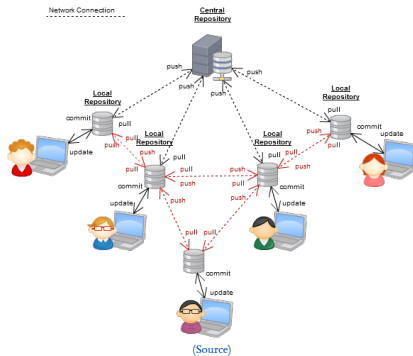 Network Connection
Central
Repository
push
push
push
push
Local
Repository
Local
Repository
commit
pull
pull
update
push
pull
Local
Repository
pull
push
pull
commit
update
push
pull
push
pull
push
pull
Local
Repository
pull
push
pull
push
commit
update
pull
push
pull
commit
update
push
pull
pull
commit
update
(Source)